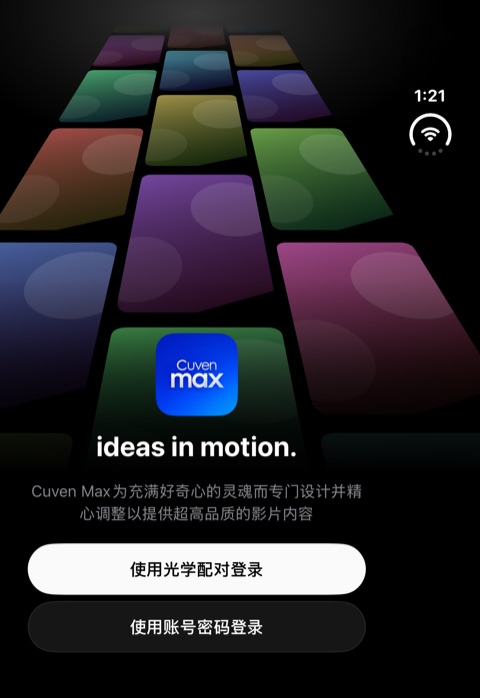 1:21
Cuven
max
ideas in motion.
Cuven Max为充满好奇心的灵魂而专门设计并精
心调整以提供超高品质的影片内容
使用光学配对登录
使用账号密码登录